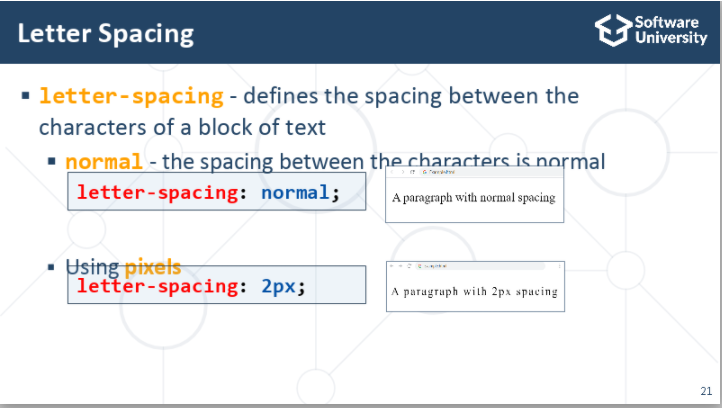 Letter Spacing
Software
University
letter-spacing - defines the spacing between the
characters of a block of text
normal - the spacing between the characters is normal
letter-spacing: normal;
A paragraph with normal spacing
Using pixels
letter-spacing: 2px;
A paragraph with 2px spacing
21